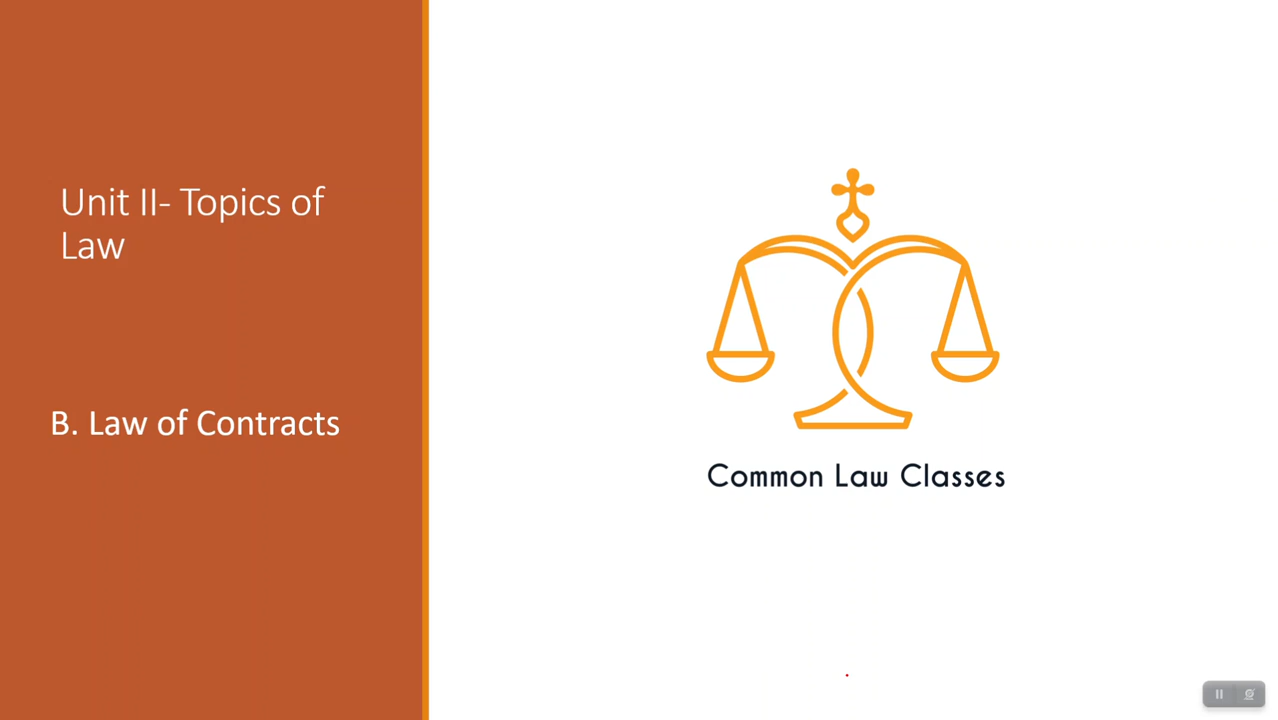 Unit II- Topics of
Law
B. Law of Contracts
Common Law Classes